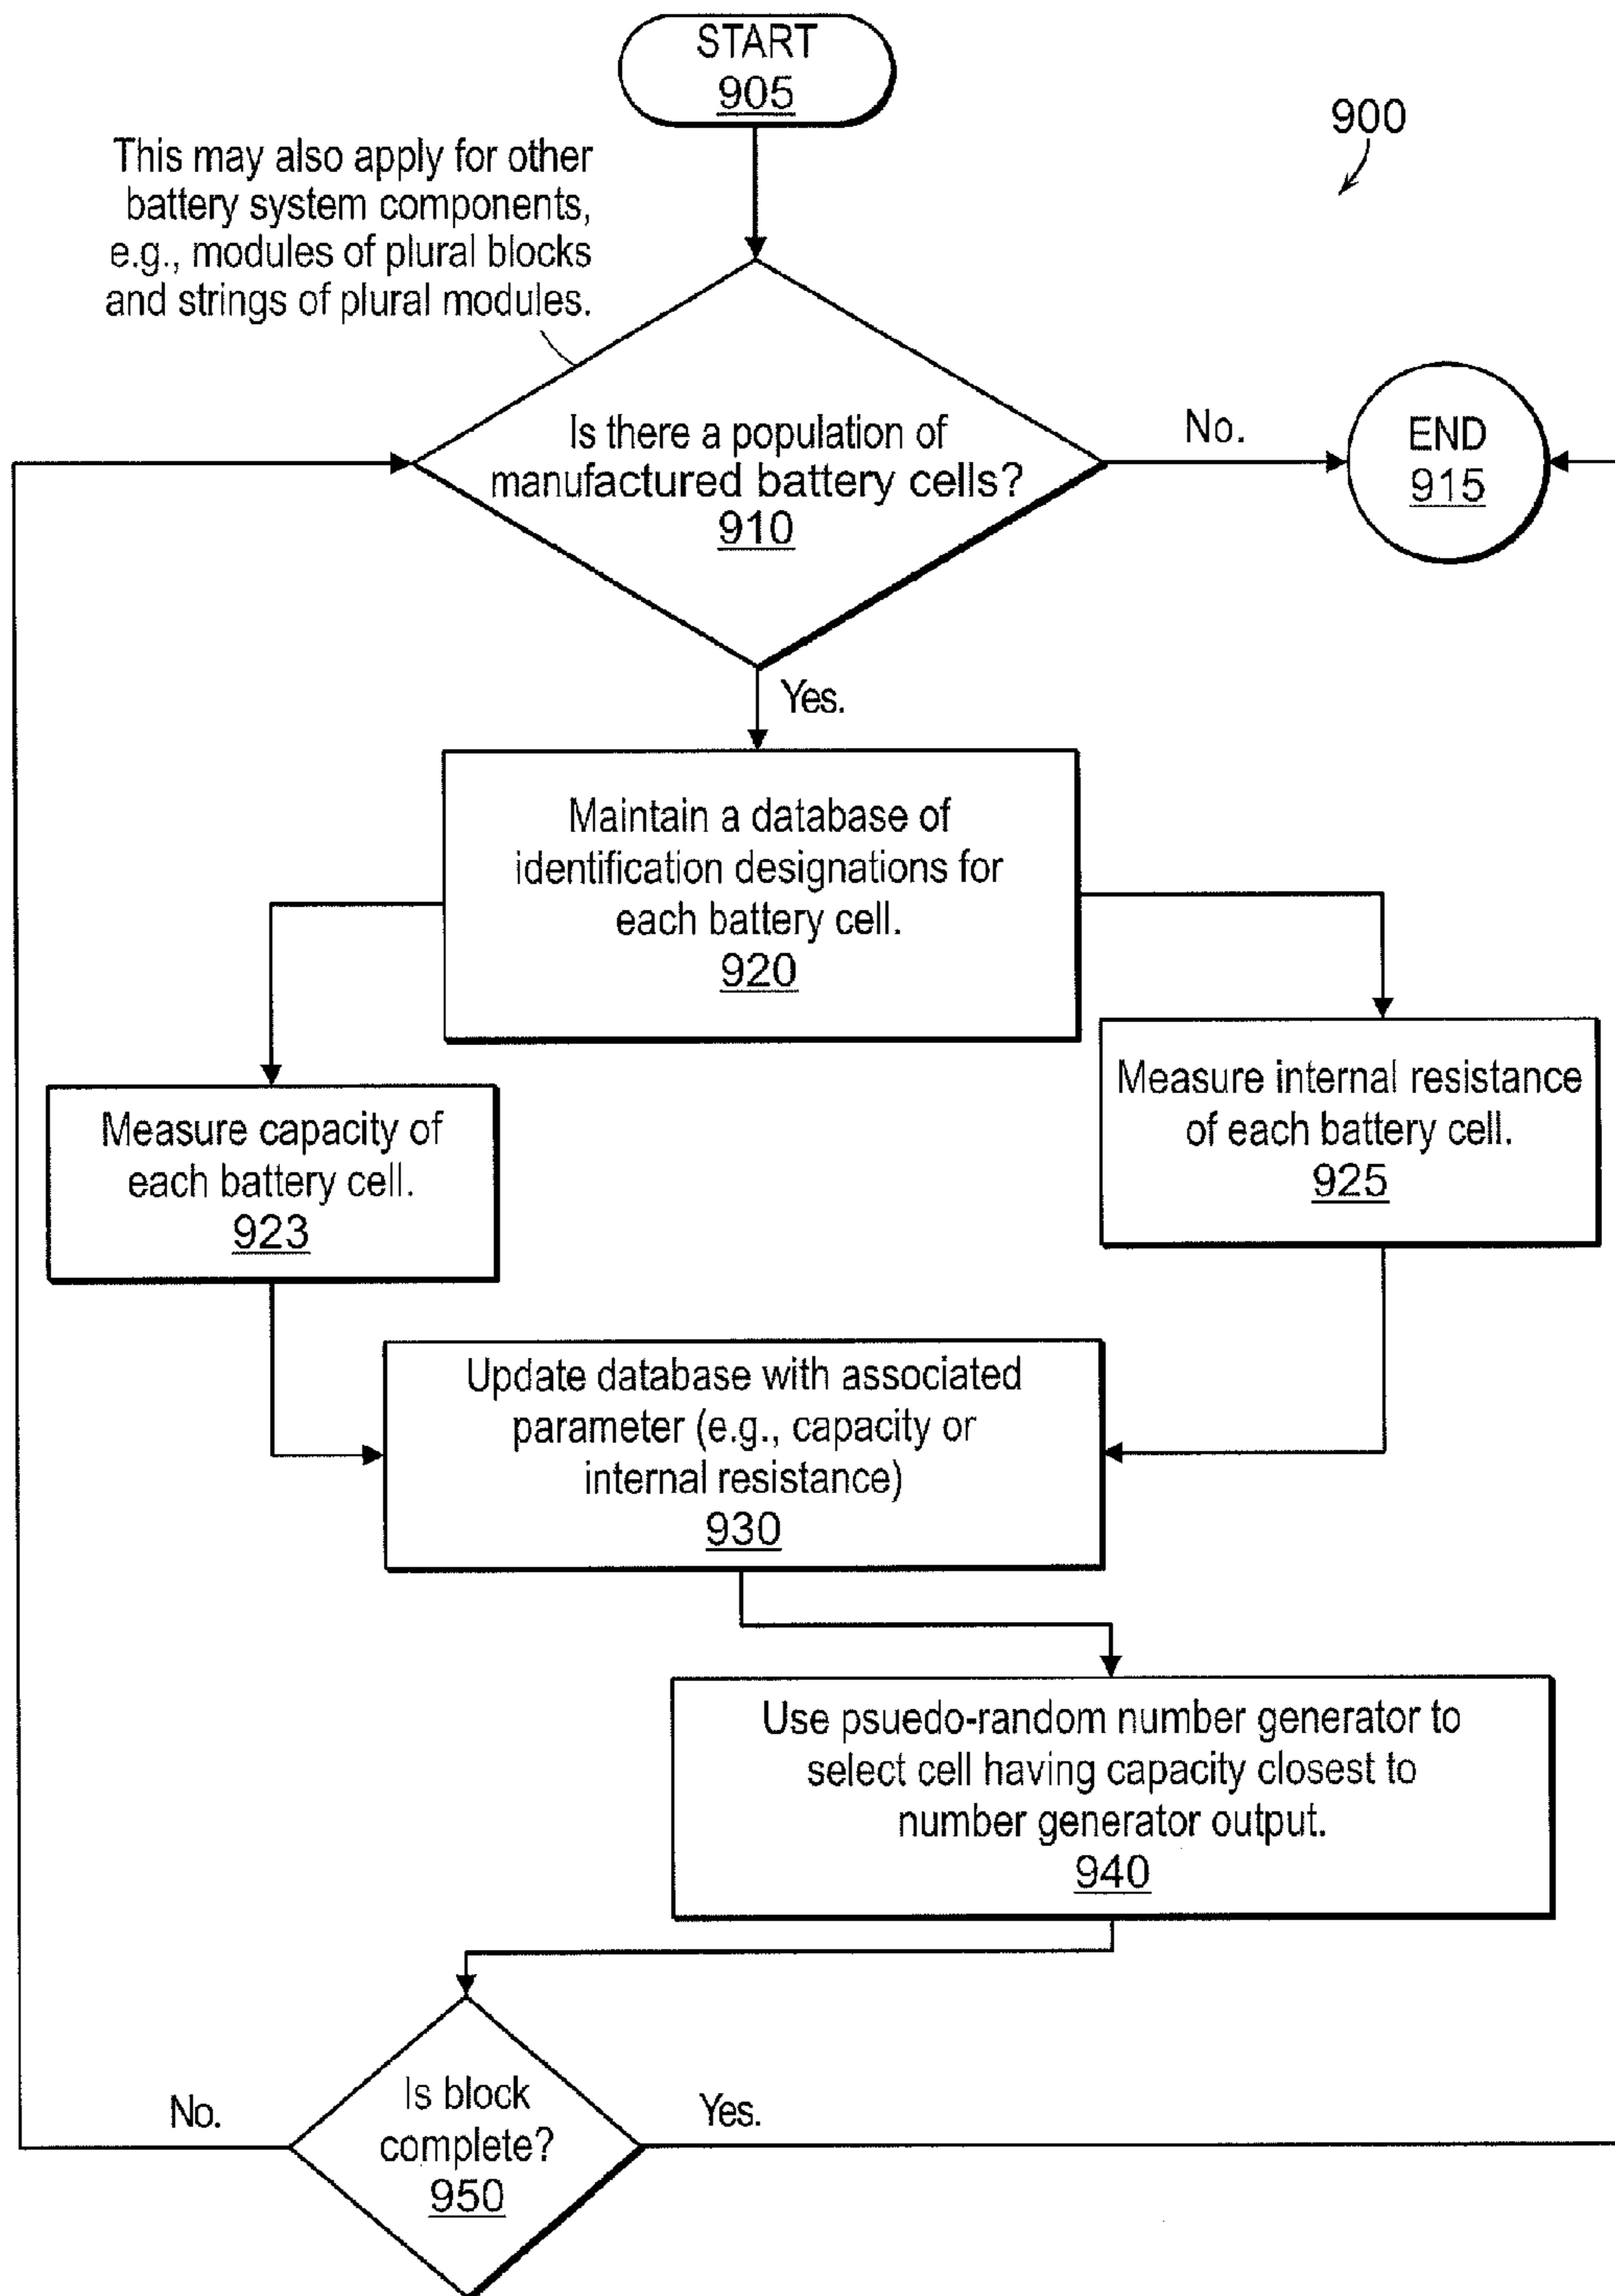 START
905
900
This may also apply for other
battery system components,
e.g., modules of plural blocks
and strings of plural modules.
Is there a population of
manufactured battery cells?
910
No.
END
915
Yes.
Maintain a database of
identification designations for
each battery cell.
920
Measure capacity of
each battery cell.
923
Measure internal resistance
of each battery cell.
925
Update database with associated
parameter (e.g., capacity or
internal resistance)
930
Use psuedo-random number generator to
select cell having capacity closest to
number generator output.
940
Is block
complete?
950
No.
Yes.